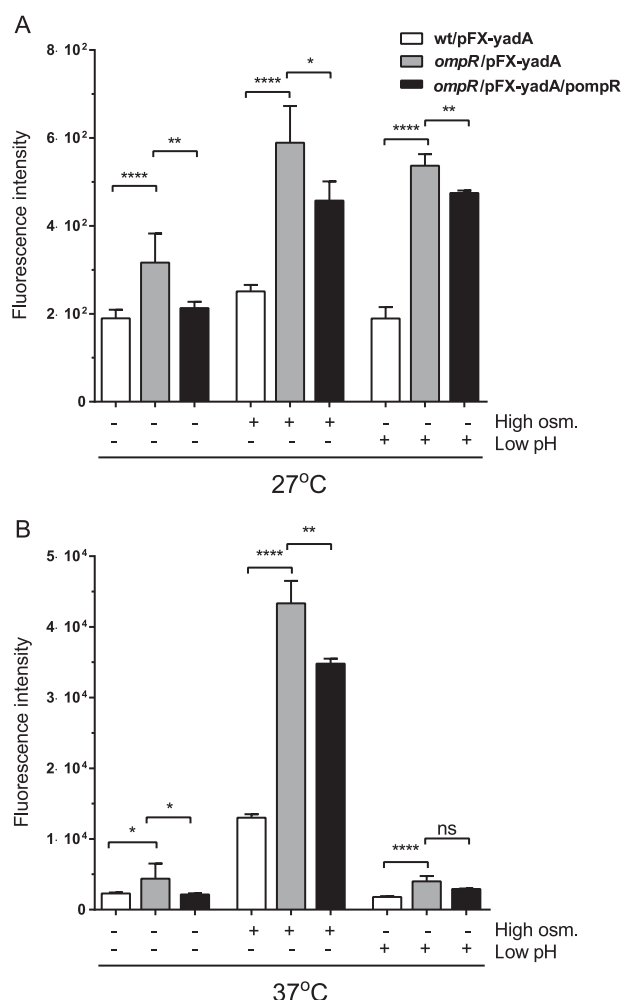 A
wt/pFX-yadA
ompR/pFX-yadA
ompR/pFX-yadA/pompR
Fluorescence intensity
8· 10²
6· 10²
4· 10²
2· 10²
0
**** ** **** * **** **
- - - + + + - - - High osm.
- - - - - - + + + Low pH
27°C
B
Fluorescence intensity
5· 10⁴
4· 10⁴
3· 10⁴
2· 10⁴
1· 10⁴
0
* * **** ** **** ns
- - - + + + - - - High osm.
- - - - - - + + + Low pH
37°C